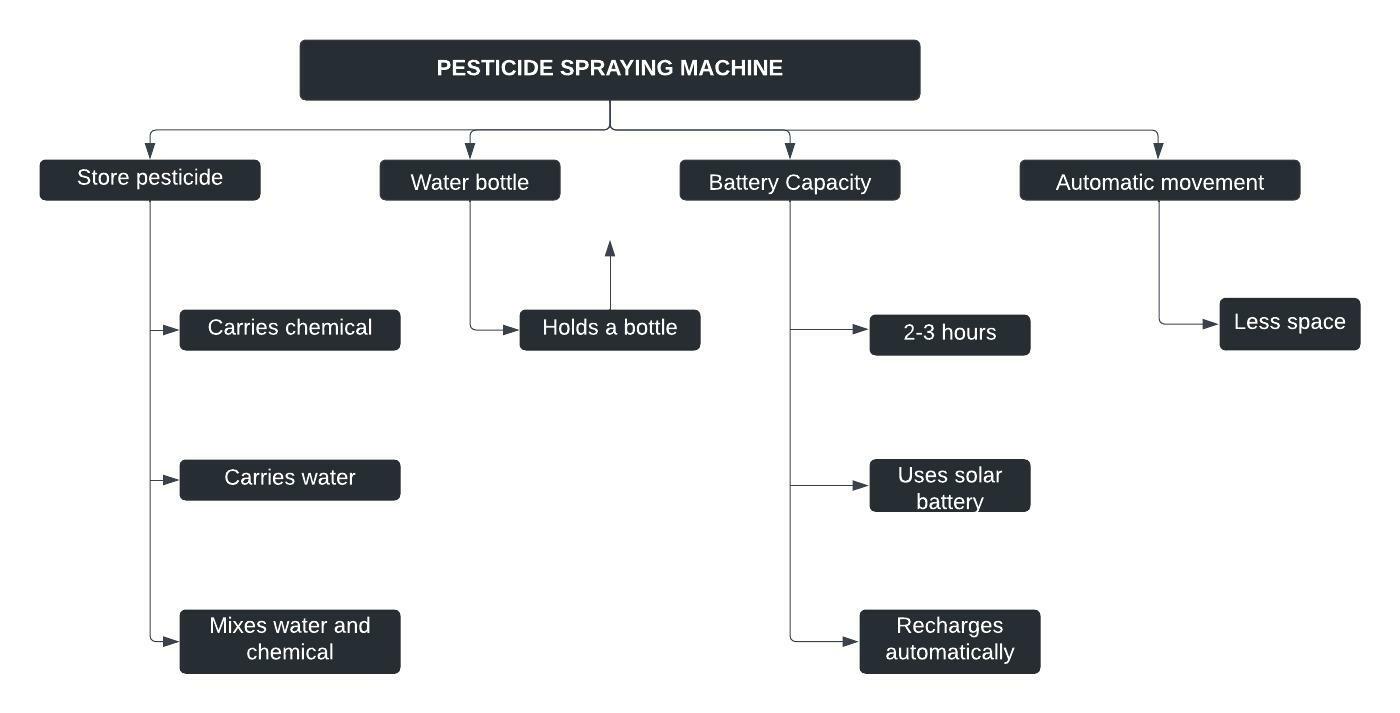 PESTICIDE SPRAYING MACHINE
Store pesticide
Water bottle
Battery Capacity
Automatic movement
Carries chemical
Holds a bottle
2-3 hours
Less space
Carries water
Uses solar
battery
Mixes water and
chemical
Recharges
automatically